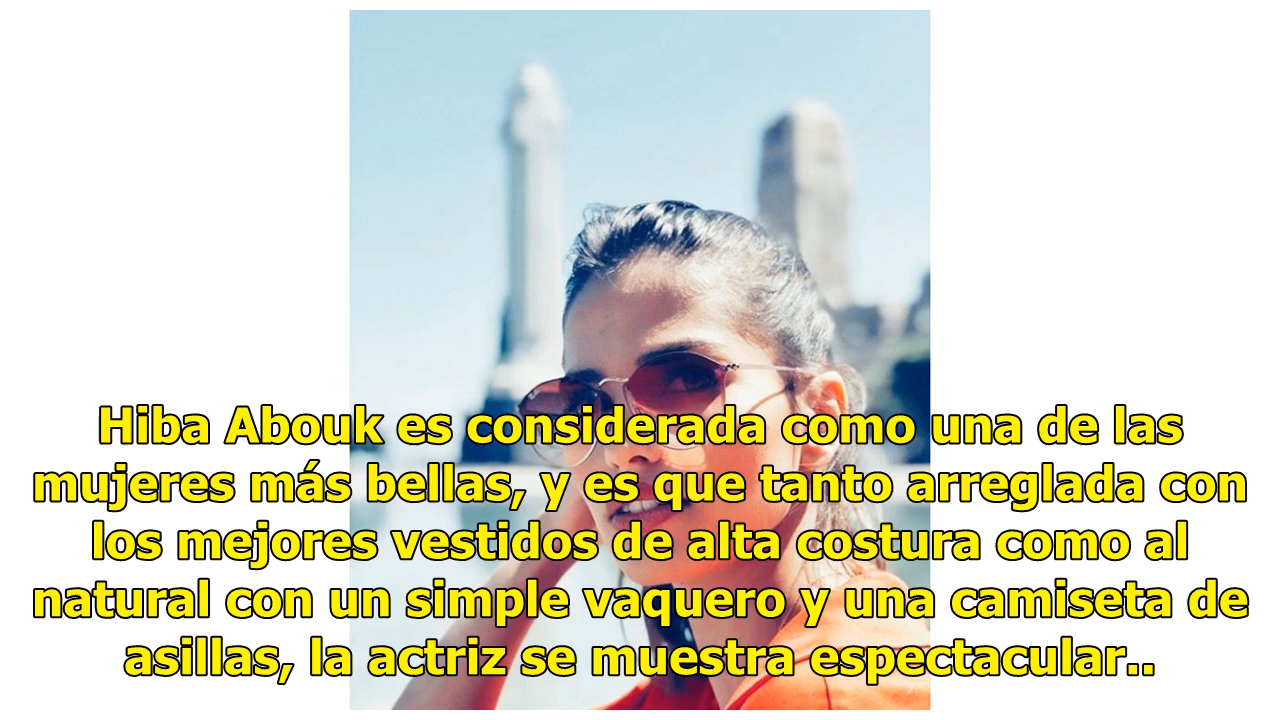 Hiba Abouk es considerada como una de las
mujeres más bellas, y es que tanto arreglada con
los mejores vestidos de alta costura como al
natural con un simple vaquero y una camiseta de
asillas, la actriz se muestra espectacular..